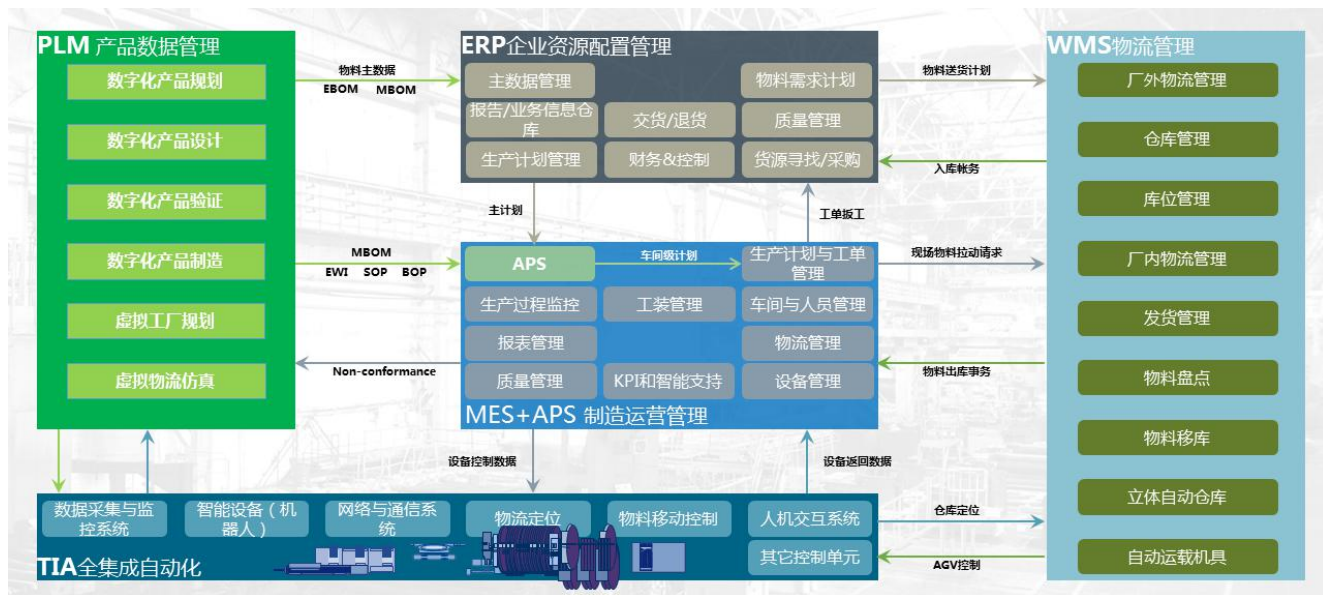 PLM 产品数据管理
数字化产品规划
数字化产品设计
数字化产品验证
数字化产品制造
虚拟工厂规划
虚拟物流仿真
物料主数据
EBOM MBOM
MBOM
EWI SOP BOP
Non-conformance
ERP企业资源配置管理
主数据管理
物料需求计划
报告/业务信息仓
库
交货/退货
质量管理
生产计划管理
财务&控制
货源寻找/采购
主计划
工单扳工
APS
车间级计划
生产计划与工单
管理
生产过程监控
工装管理
车间与人员管理
报表管理
物流管理
质量管理
KPI和智能支持
设备管理
MES+APS 制造运营管理
设备控制数据
设备返回数据
物料送货计划
入库帐务
现场物料拉动请求
物料出库事务
仓库定位
AGV控制
WMS物流管理
厂外物流管理
仓库管理
库位管理
厂内物流管理
发货管理
物料盘点
物料移库
立体自动仓库
自动运载机具
数据采集与监
控系统
智能设备（机
器人）
网络与通信系
统
物流定位
物料移动控制
人机交互系统
其它控制单元
TIA全集成自动化